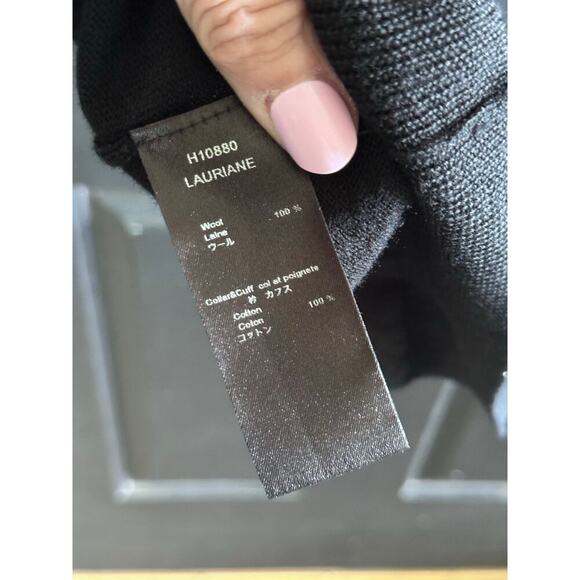 H10880
LAURIANE
Wool 100 %
Laine
ウール
Collar&Cuff col et poignets
衿 カフス
Cotton 100 %
Coton
コットン